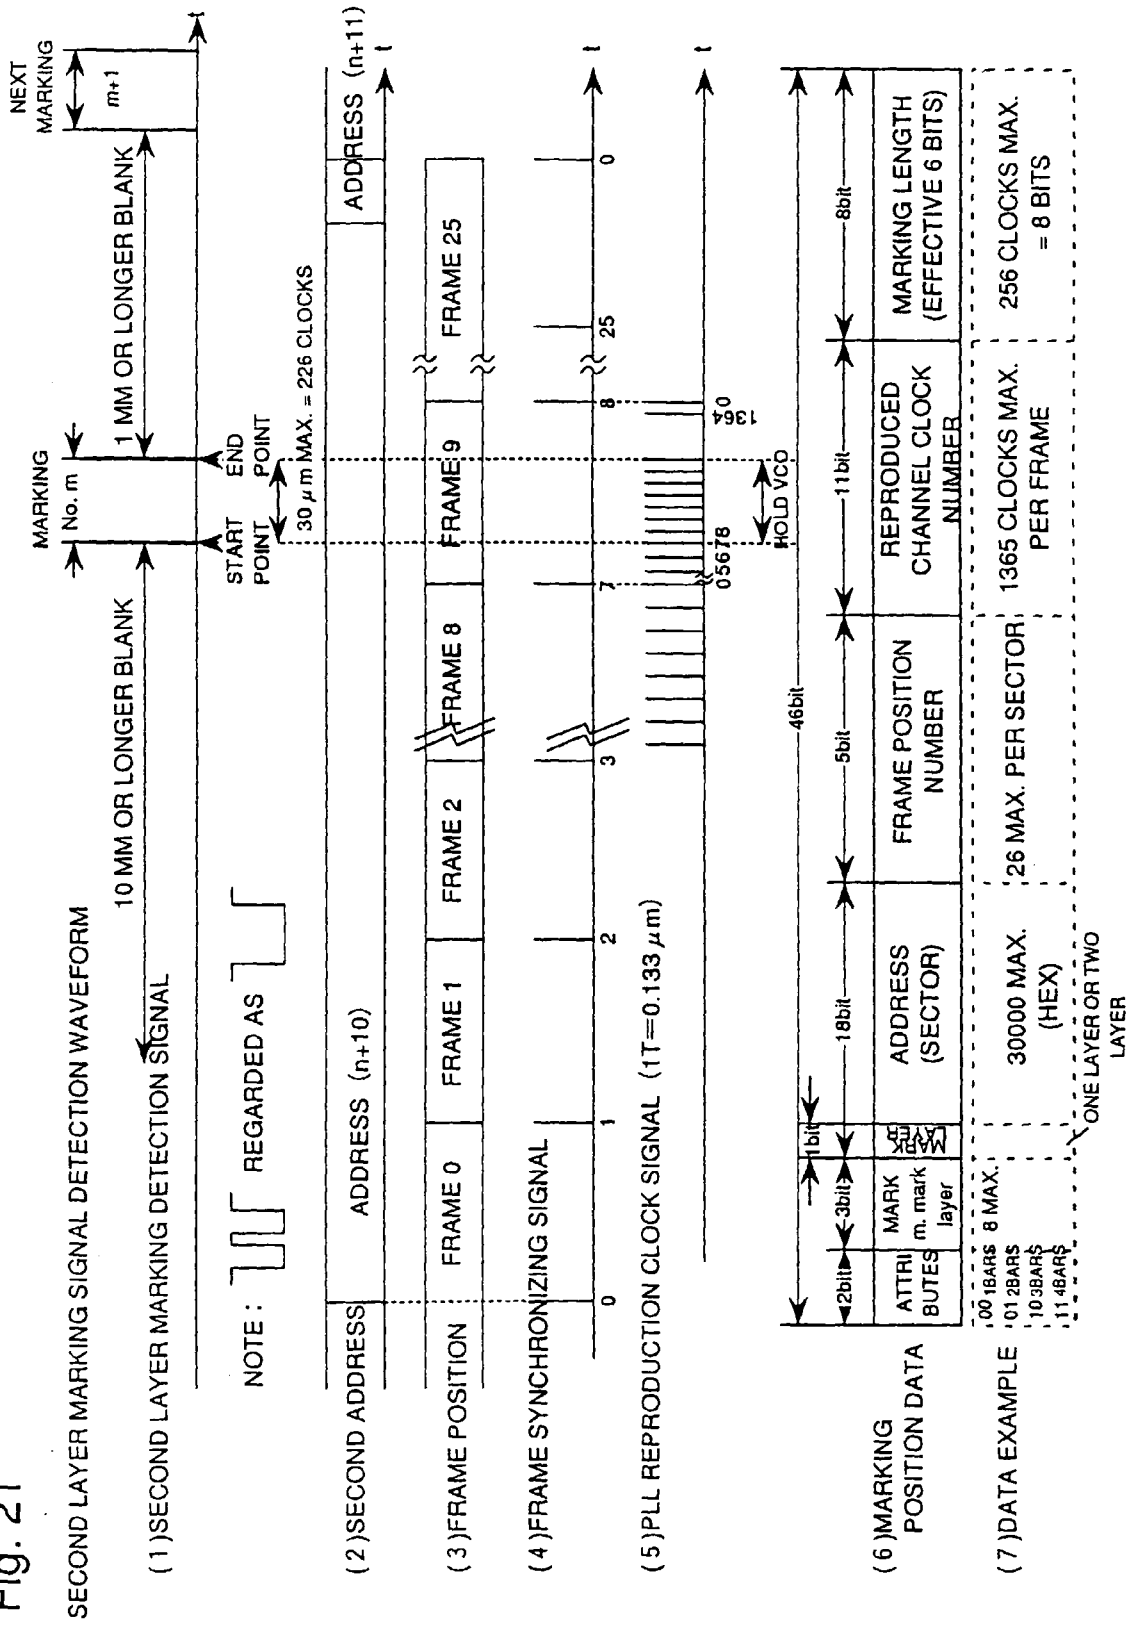 Fig. 21
SECOND LAYER MARKING SIGNAL DETECTION WAVEFORM
MARKING
No. m
NEXT
MARKING
m+1
10 MM OR LONGER BLANK
1 MM OR LONGER BLANK
(1)SECOND LAYER MARKING DETECTION SIGNAL
t
START
POINT
END
POINT
NOTE :
REGARDED AS
30 μm MAX. = 226 CLOCKS
(2)SECOND ADDRESS
ADDRESS (n+10)
ADDRESS (n+11)
t
(3)FRAME POSITION
FRAME 0
FRAME 1
FRAME 2
FRAME 8
FRAME 9
FRAME 25
(4)FRAME SYNCHRONIZING SIGNAL
0
1
2
3
7
8
25
0
t
(5)PLL REPRODUCTION CLOCK SIGNAL (1T=0.133 μm)
05678
1364
0
t
HOLD VCO
46bit
2bit
3bit
1bit
18bit
5bit
11bit
8bit
(6)MARKING
POSITION DATA
ATTRI
BUTES
MARK
m. mark
layer
MARK
LAYER
ADDRESS
(SECTOR)
FRAME POSITION
NUMBER
REPRODUCED
CHANNEL CLOCK
NUMBER
MARKING LENGTH
(EFFECTIVE 6 BITS)
(7)DATA EXAMPLE
00 1BARS
01 2BARS
10 3BARS
11 4BARS
8 MAX.
30000 MAX.
(HEX)
26 MAX. PER SECTOR
1365 CLOCKS MAX.
PER FRAME
256 CLOCKS MAX.
= 8 BITS
ONE LAYER OR TWO
LAYER